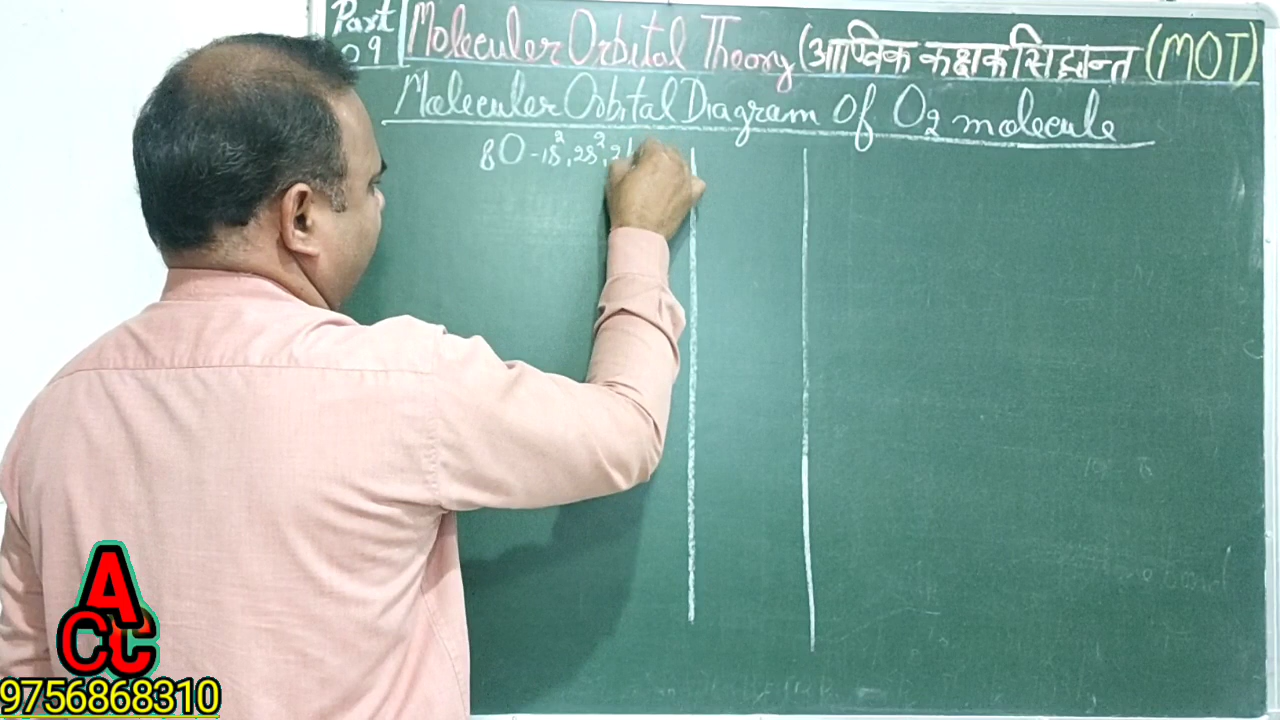 Part
09
Moleculer Orbital Theory (आण्विक कक्षक सिद्धान्त (MOT)
Moleculer Orbital Diagram Of O₂ molecule
₈O - 1s², 2s², 2
ACC
9756868310